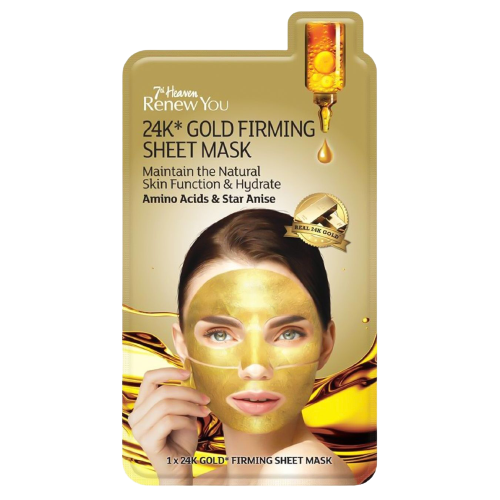 7th Heaven
Renew You
24K* GOLD FIRMING
SHEET MASK
Maintain the Natural
Skin Function & Hydrate
Amino Acids & Star Anise
REAL 24K GOLD
1 x 24K GOLD* FIRMING SHEET MASK